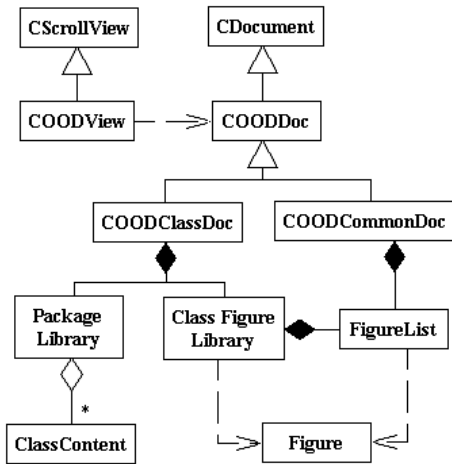 CScrollView
CDocument
COODView
COODDoc
COODClassDoc
COODCommonDoc
Package
Library
Class Figure
Library
FigureList
*
ClassContent
Figure